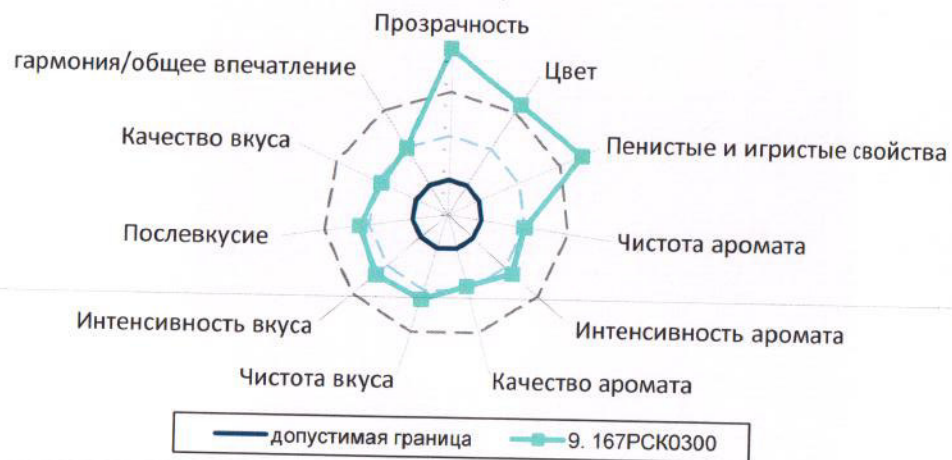 Прозрачность
Цвет
Пенистые и игристые свойства
Чистота аромата
Интенсивность аромата
Качество аромата
Чистота вкуса
Интенсивность вкуса
Послевкусие
Качество вкуса
гармония/общее впечатление
допустимая граница
9. 167РСК0300